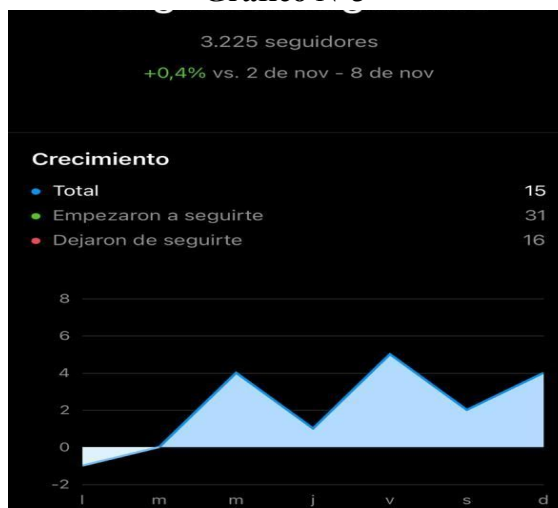 3.225 seguidores
+0,4% vs. 2 de nov - 8 de nov
Crecimiento
Total 15
Empezaron a seguirte 31
Dejaron de seguirte 16
8
6
4
2
0
-2
l m m j v s d